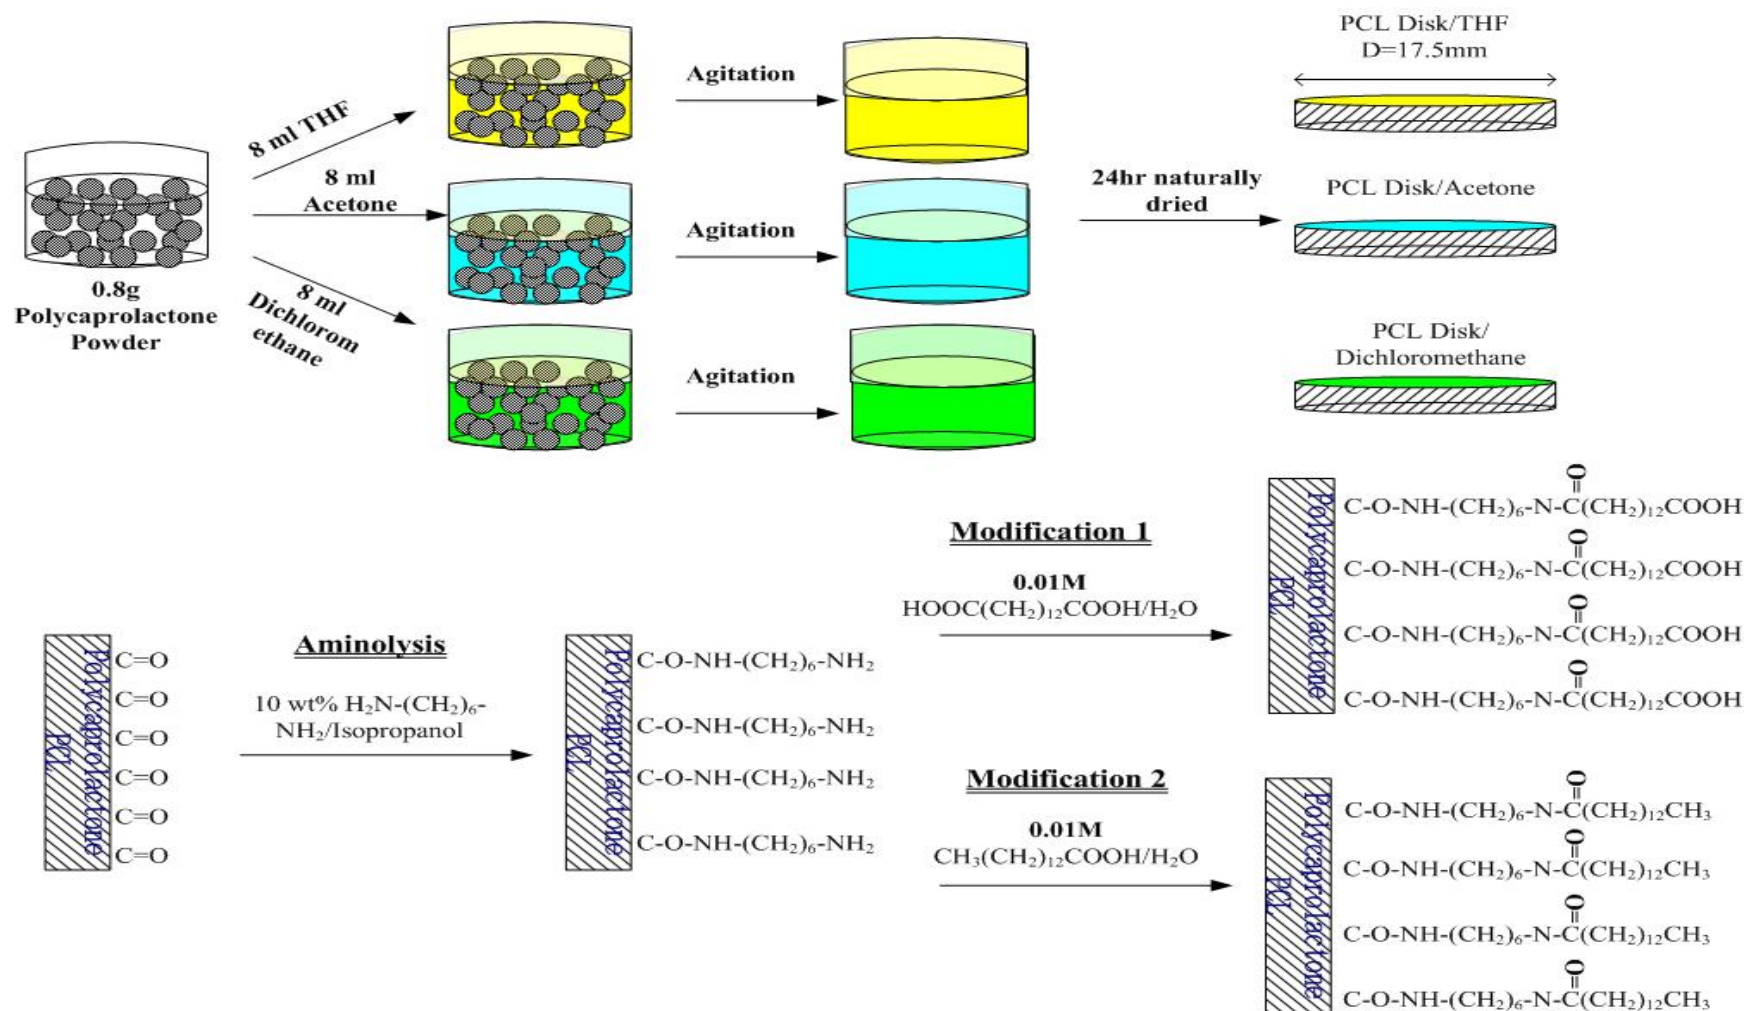 PCL Disk/THF
D=17.5mm
8 ml THF
Agitation
8 ml
Acetone
Agitation
24hr naturally
dried
PCL Disk/Acetone
0.8g
Polycaprolactone
Powder
8 ml
Dichlorom
ethane
Agitation
PCL Disk/
Dichloromethane
C=O
C=O
C=O
C=O
C=O
C=O
Polycaprolactone
PCL
Aminolysis
10 wt% H₂N-(CH₂)₆-
NH₂/Isopropanol
Polycaprolactone
PCL
C-O-NH-(CH₂)₆-NH₂
C-O-NH-(CH₂)₆-NH₂
C-O-NH-(CH₂)₆-NH₂
C-O-NH-(CH₂)₆-NH₂
Modification 1
0.01M
HOOC(CH₂)₁₂COOH/H₂O
Polycaprolactone
PCL
O
C-O-NH-(CH₂)₆-N-C(CH₂)₁₂COOH
O
C-O-NH-(CH₂)₆-N-C(CH₂)₁₂COOH
O
C-O-NH-(CH₂)₆-N-C(CH₂)₁₂COOH
O
C-O-NH-(CH₂)₆-N-C(CH₂)₁₂COOH
Modification 2
0.01M
CH₃(CH₂)₁₂COOH/H₂O
Polycaprolactone
PCL
O
C-O-NH-(CH₂)₆-N-C(CH₂)₁₂CH₃
O
C-O-NH-(CH₂)₆-N-C(CH₂)₁₂CH₃
O
C-O-NH-(CH₂)₆-N-C(CH₂)₁₂CH₃
O
C-O-NH-(CH₂)₆-N-C(CH₂)₁₂CH₃